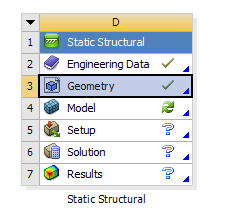 D
1 Static Structural
2 Engineering Data
3 Geometry
4 Model
5 Setup ?
6 Solution ?
7 Results ?
Static Structural